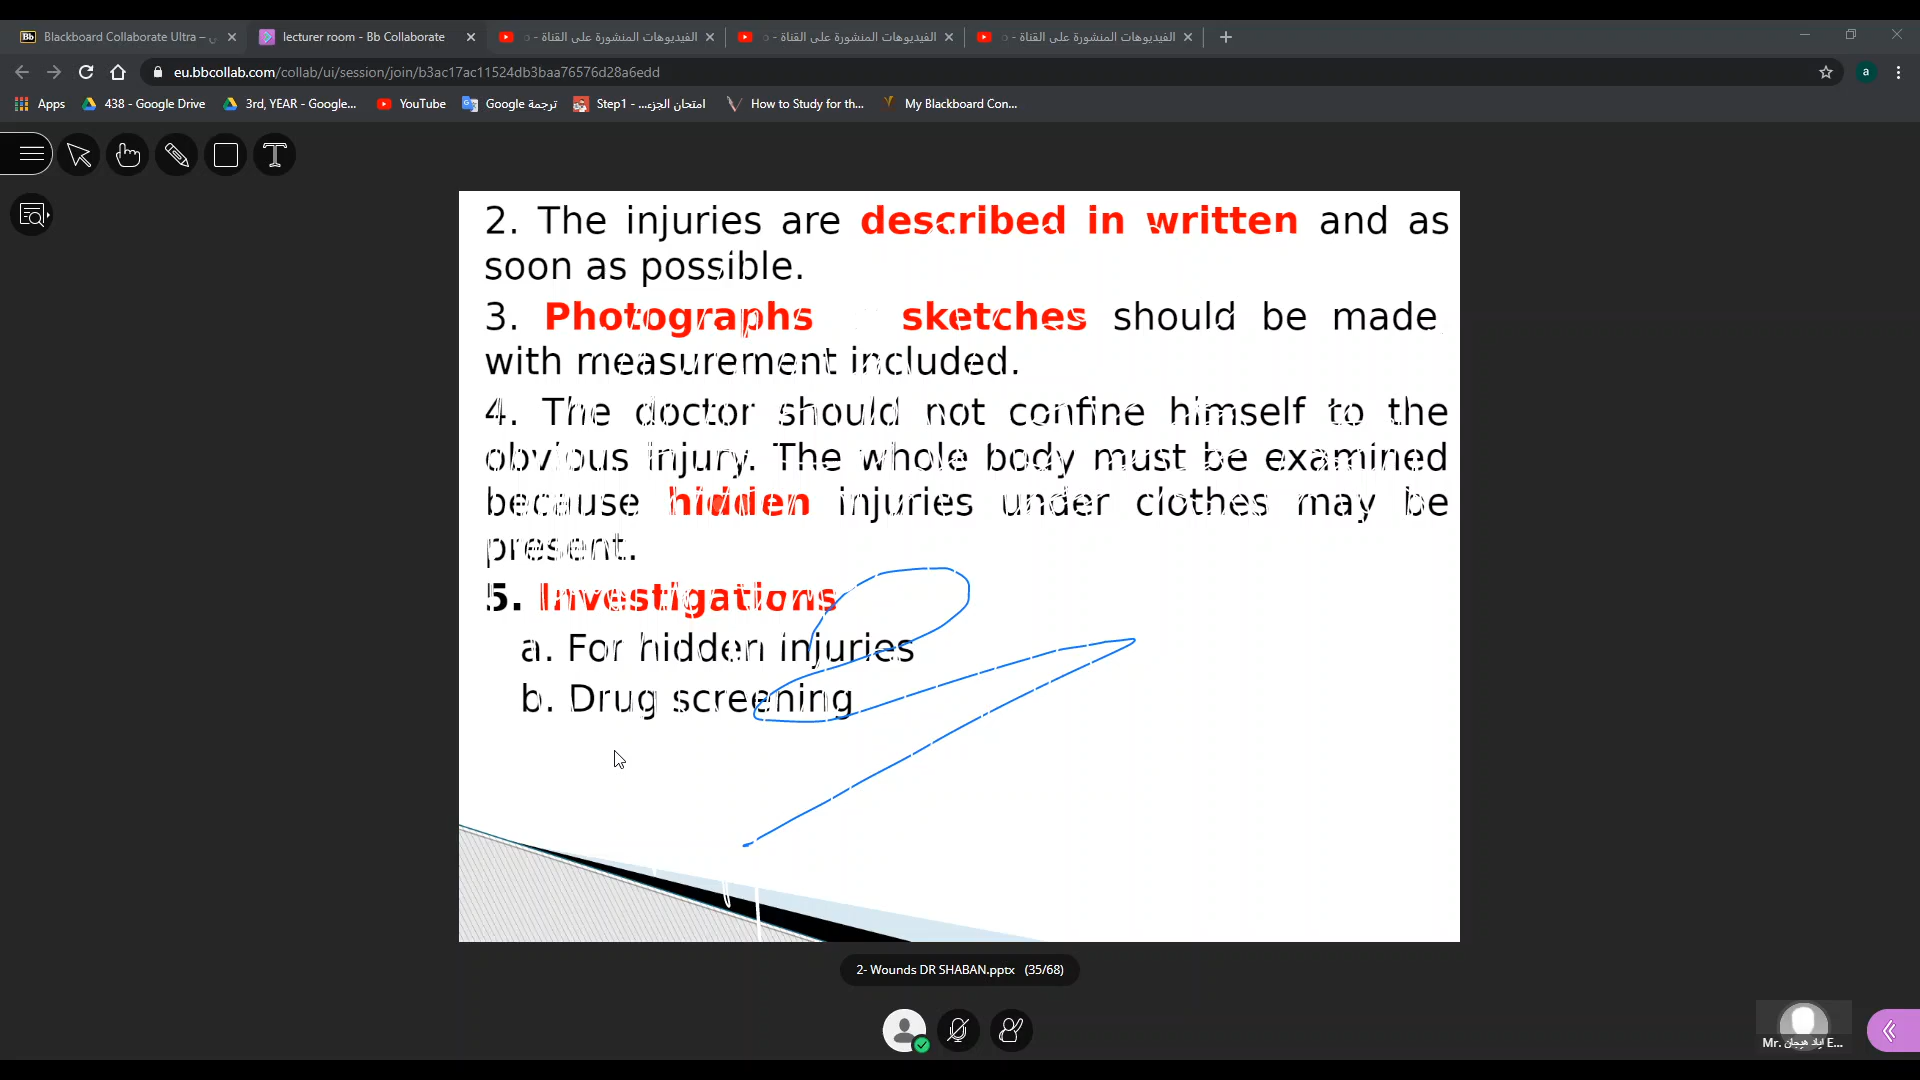 Blackboard Collaborate Ultra –
lecturer room - Bb Collaborate
الفيديوهات المنشورة على القناة -
الفيديوهات المنشورة على القناة -
الفيديوهات المنشورة على القناة -
eu.bbcollab.com/collab/ui/session/join/b3ac17ac11524db3baa76576d28a6edd
a
Apps
438 - Google Drive
3rd, YEAR - Google...
YouTube
ترجمة Google
Step1 - ...امتحان الجزء
How to Study for th...
My Blackboard Con...
2. The injuries are described in written and as
soon as possible.
3. Photographs sketches should be made
with measurement included.
4. The doctor should not confine himself to the
obvious injury. The whole body must be examined
because hidden injuries under clothes may be
present.
5. Investigations
a. For hidden injuries
b. Drug screening
2- Wounds DR SHABAN.pptx (35/68)
Mr. اياد هيجان E...